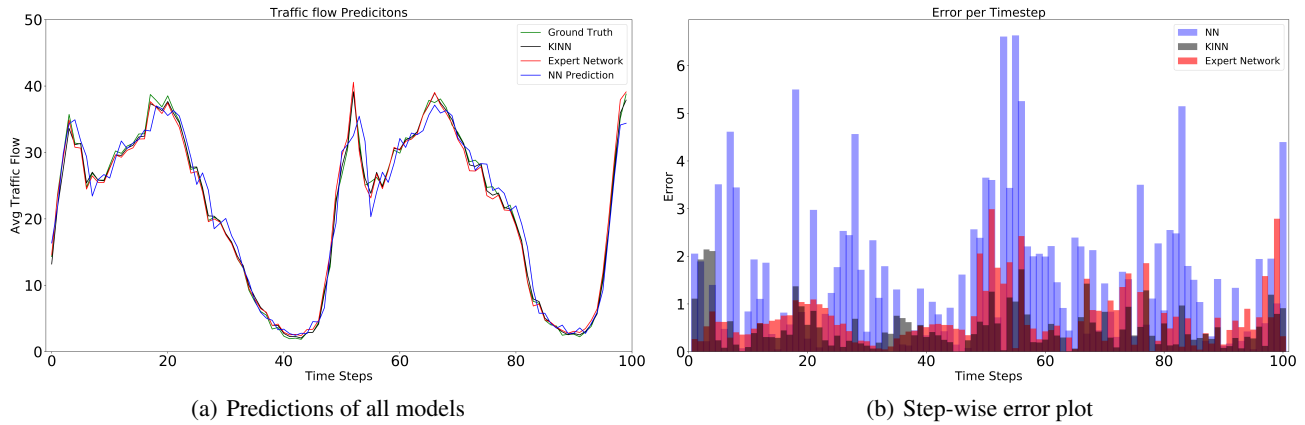 Traffic flow Predicitons
50
40
30
20
10
0
Avg Traffic Flow
Ground Truth
KINN
Expert Network
NN Prediction
0 20 40 60 80 100
Time Steps
(a) Predictions of all models
Error per Timestep
6
5
4
3
2
1
0
Error
NN
KINN
Expert Network
0 20 40 60 80 100
Time Steps
(b) Step-wise error plot